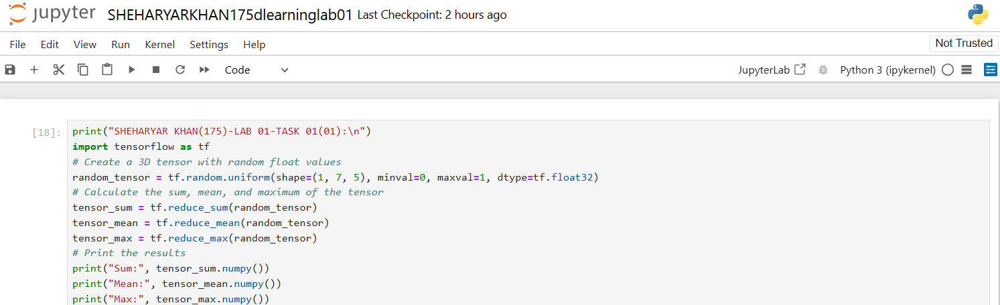 jupyter SHEHARYARKHAN175dlearninglab01 Last Checkpoint: 2 hours ago
File Edit View Run Kernel Settings Help Not Trusted
Code JupyterLab Python 3 (ipykernel)
[18]: print("SHEHARYAR KHAN(175)-LAB 01-TASK 01(01):\n")
import tensorflow as tf
# Create a 3D tensor with random float values
random_tensor = tf.random.uniform(shape=(1, 7, 5), minval=0, maxval=1, dtype=tf.float32)
# Calculate the sum, mean, and maximum of the tensor
tensor_sum = tf.reduce_sum(random_tensor)
tensor_mean = tf.reduce_mean(random_tensor)
tensor_max = tf.reduce_max(random_tensor)
# Print the results
print("Sum:", tensor_sum.numpy())
print("Mean:", tensor_mean.numpy())
print("Max:", tensor_max.numpy())